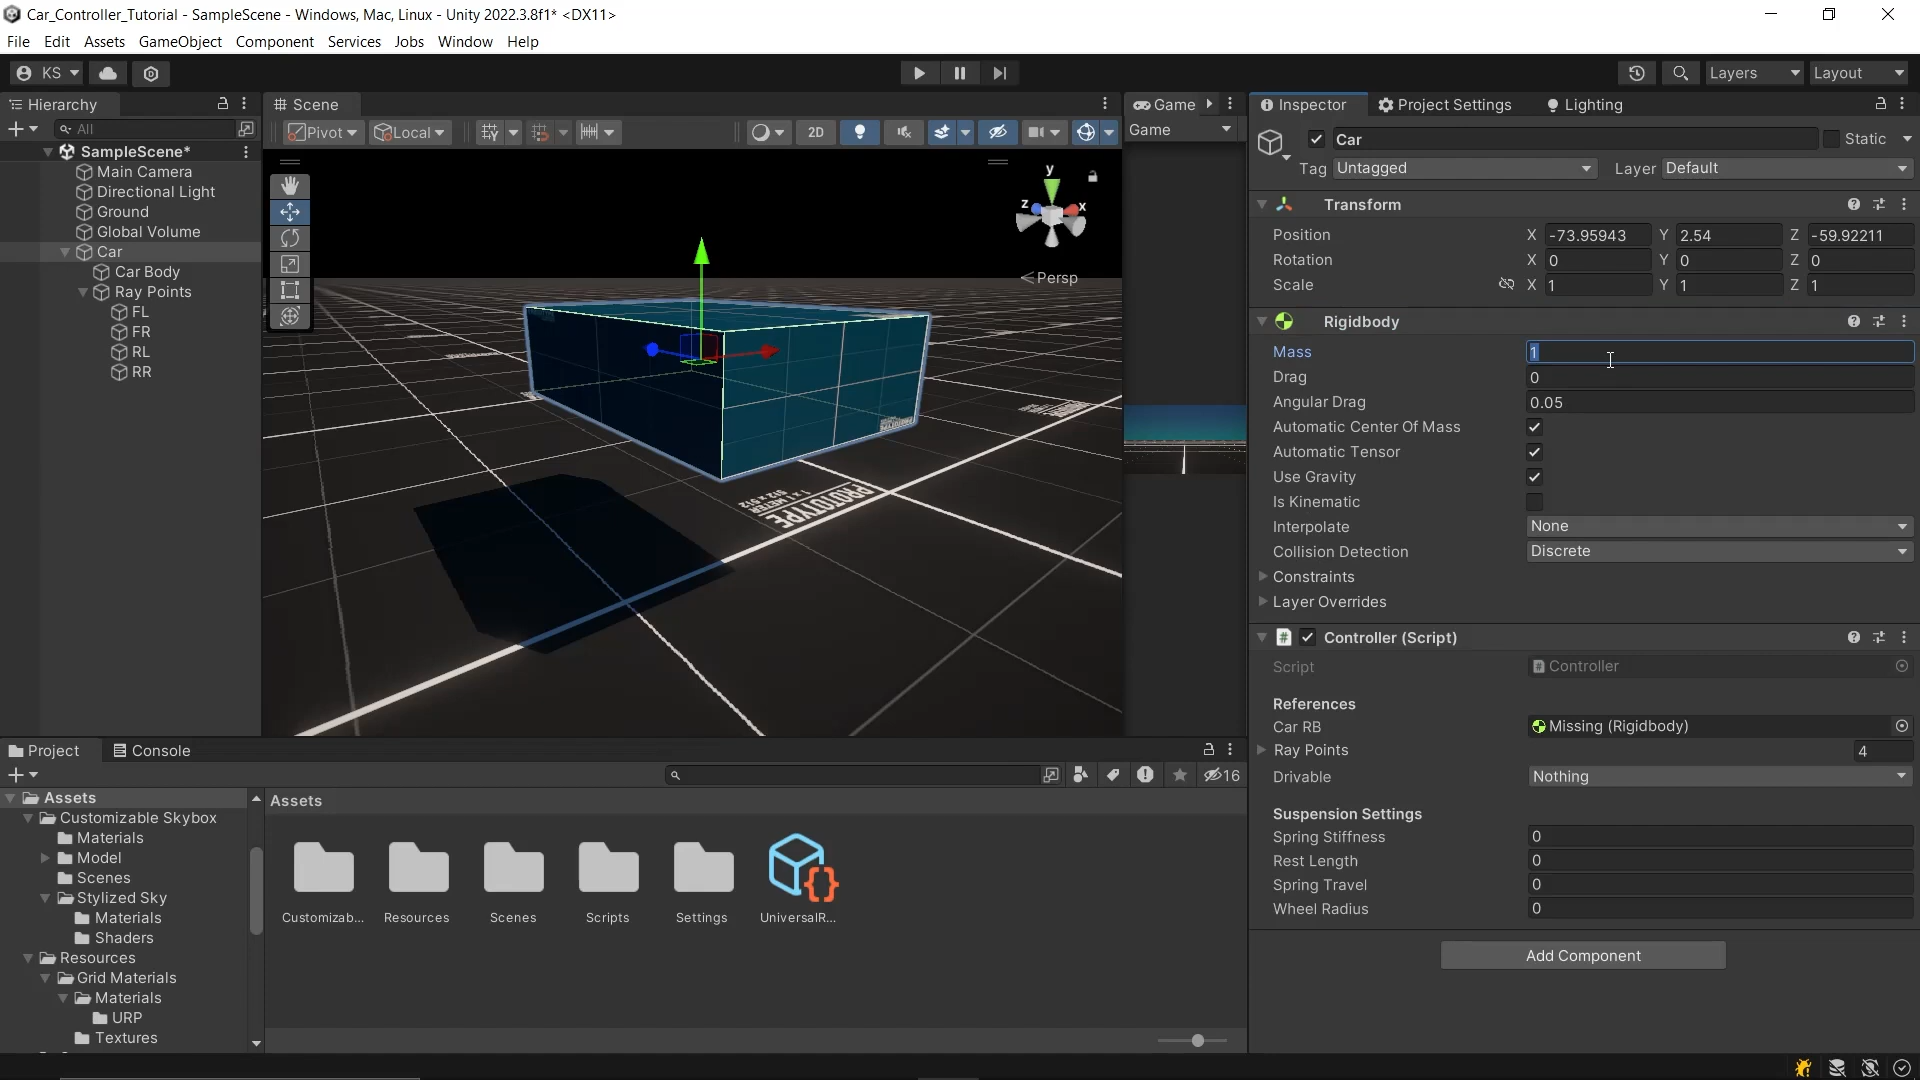 Car_Controller_Tutorial - SampleScene - Windows, Mac, Linux - Unity 2022.3.8f1* <DX11>
File Edit Assets GameObject Component Services Jobs Window Help
KS
Layers Layout
Hierarchy
All
SampleScene*
Main Camera
Directional Light
Ground
Global Volume
Car
Car Body
Ray Points
FL
FR
RL
RR
Scene
Pivot Local 2D
y
z x
Persp
PROTOTYPE
1 x 1 METER
512 x 512
Game
Game
Inspector Project Settings Lighting
Car Static
Tag Untagged Layer Default
Transform
Position X -73.95943 Y 2.54 Z -59.92211
Rotation X 0 Y 0 Z 0
Scale X 1 Y 1 Z 1
Rigidbody
Mass 1
Drag 0
Angular Drag 0.05
Automatic Center Of Mass
Automatic Tensor
Use Gravity
Is Kinematic
Interpolate None
Collision Detection Discrete
Constraints
Layer Overrides
# Controller (Script)
Script Controller
References
Car RB Missing (Rigidbody)
Ray Points 4
Drivable Nothing
Suspension Settings
Spring Stiffness 0
Rest Length 0
Spring Travel 0
Wheel Radius 0
Add Component
Project Console
16
Assets
Customizable Skybox
Materials
Model
Scenes
Stylized Sky
Materials
Shaders
Resources
Grid Materials
Materials
URP
Textures
Assets
Customizab... Resources Scenes Scripts Settings UniversalR...